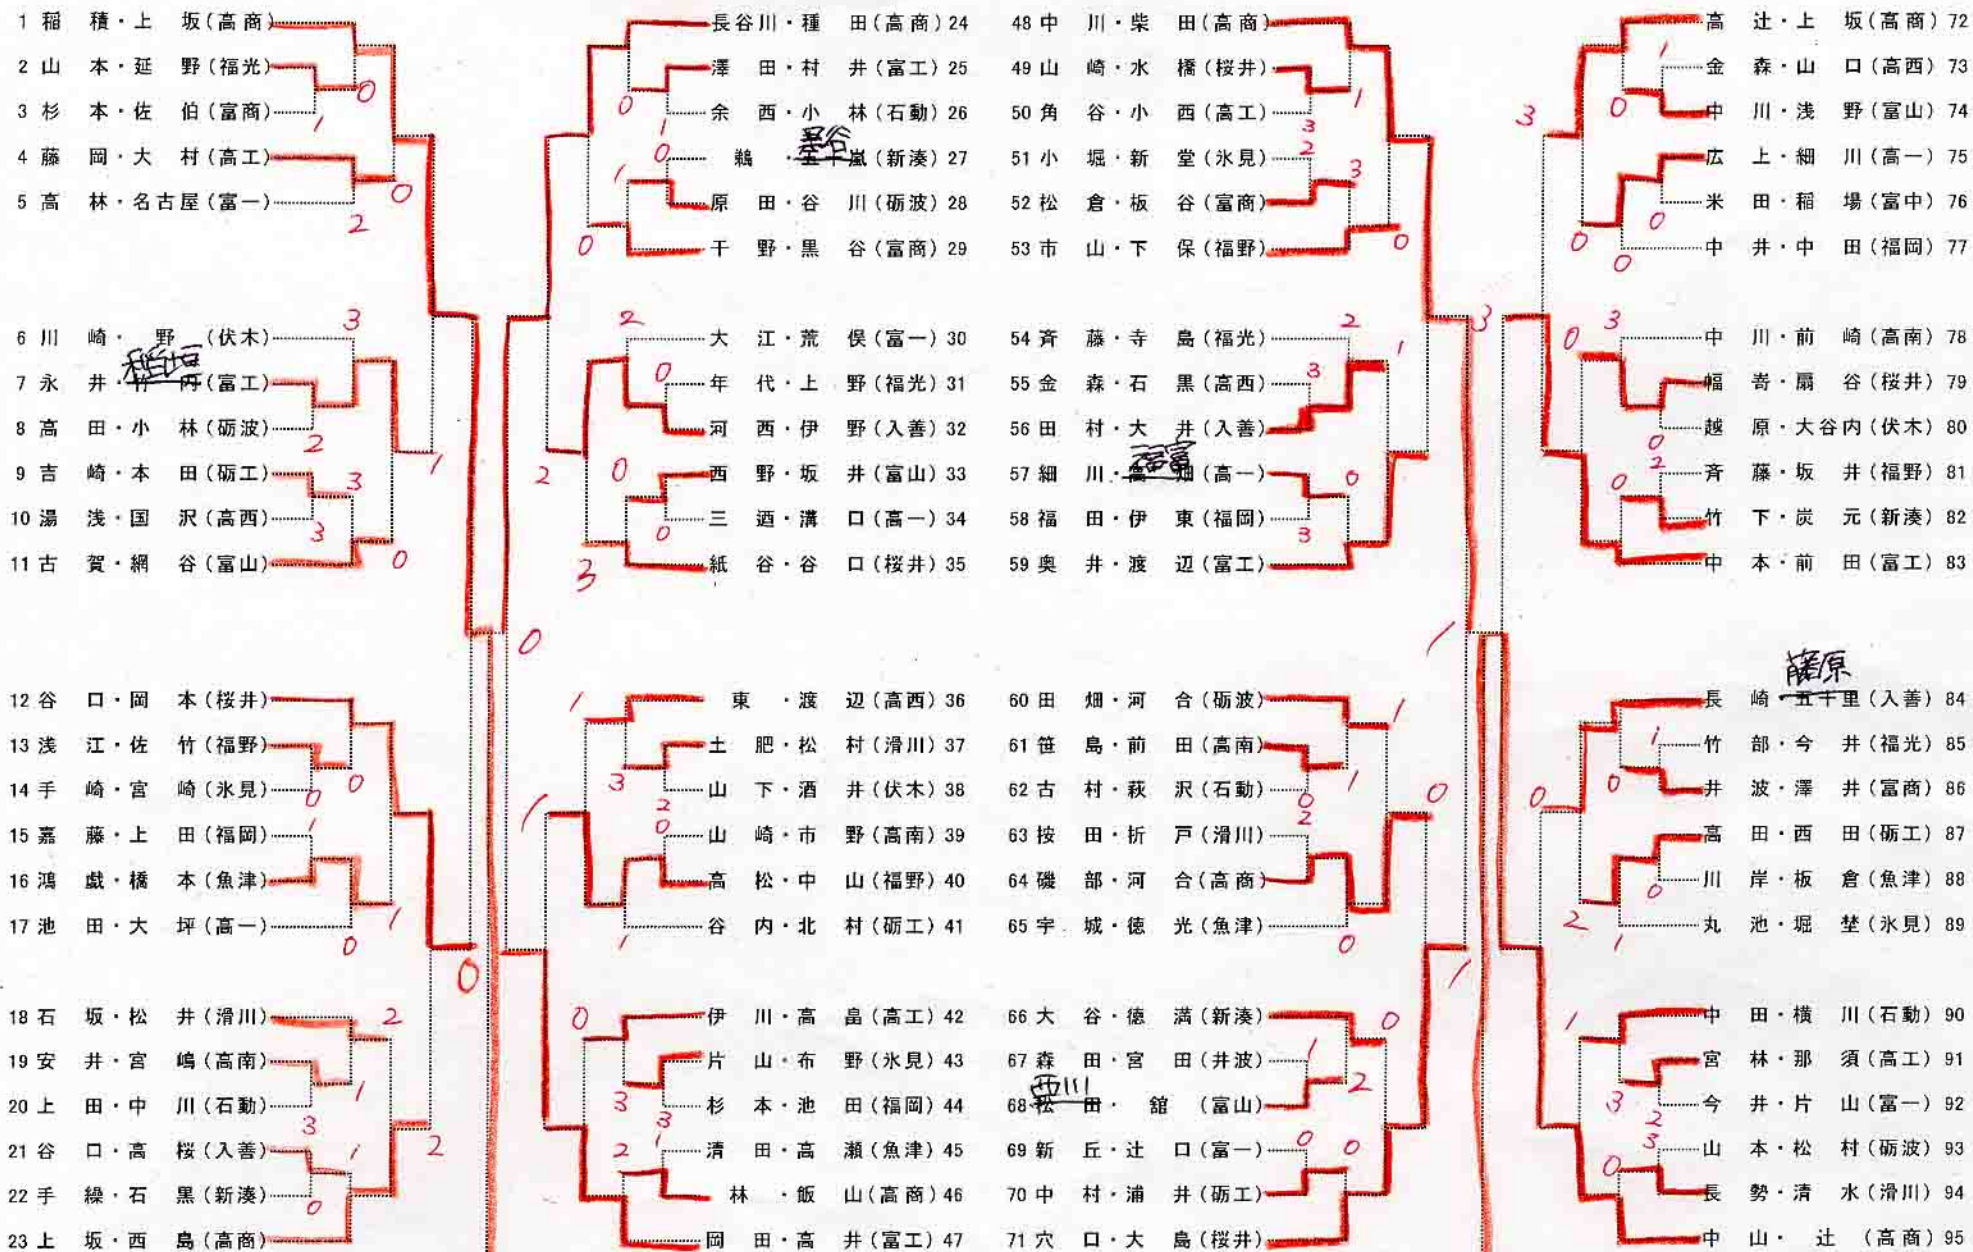 1 稲 積・上 坂(高商)
2 山 本・延 野(福光)
3 杉 本・佐 伯(富商)
4 藤 岡・大 村(高工)
5 高 林・名古屋(富一)
6 川 崎・ 野 (伏木)
稲垣
7 永 井・竹 内(富工)
8 高 田・小 林(砺波)
9 吉 崎・本 田(砺工)
10 湯 浅・国 沢(高西)
11 古 賀・網 谷(富山)
12 谷 口・岡 本(桜井)
13 浅 江・佐 竹(福野)
14 手 崎・宮 崎(氷見)
15 嘉 藤・上 田(福岡)
16 鴻 戯・橋 本(魚津)
17 池 田・大 坪(高一)
18 石 坂・松 井(滑川)
19 安 井・宮 嶋(高南)
20 上 田・中 川(石動)
21 谷 口・高 桜(入善)
22 手 繰・石 黒(新湊)
23 上 坂・西 島(高商)
長谷川・種 田(高商) 24
澤 田・村 井(富工) 25
余 西・小 林(石動) 26
鵜 ・ 嵐(新湊) 27
原 田・谷 川(砺波) 28
干 野・黒 谷(富商) 29
大 江・荒 俣(富一) 30
年 代・上 野(福光) 31
河 西・伊 野(入善) 32
西 野・坂 井(富山) 33
三 迺・溝 口(高一) 34
紙 谷・谷 口(桜井) 35
東 ・渡 辺(高西) 36
土 肥・松 村(滑川) 37
山 下・酒 井(伏木) 38
山 崎・市 野(高南) 39
高 松・中 山(福野) 40
谷 内・北 村(砺工) 41
伊 川・高 畠(高工) 42
片 山・布 野(氷見) 43
杉 本・池 田(福岡) 44
清 田・高 瀬(魚津) 45
林 ・飯 山(高商) 46
岡 田・高 井(富工) 47
48 中 川・柴 田(高商)
49 山 崎・水 橋(桜井)
50 角 谷・小 西(高工)
51 小 堀・新 堂(氷見)
52 松 倉・板 谷(富商)
53 市 山・下 保(福野)
54 斉 藤・寺 島(福光)
55 金 森・石 黒(高西)
56 田 村・大 井(入善)
福富
57 細 川・ 畑(高一)
58 福 田・伊 東(福岡)
59 奥 井・渡 辺(富工)
60 田 畑・河 合(砺波)
61 笹 島・前 田(高南)
62 古 村・萩 沢(石動)
63 按 田・折 戸(滑川)
64 磯 部・河 合(高商)
65 宇 城・徳 光(魚津)
66 大 谷・徳 満(新湊)
67 森 田・宮 田(井波)
西川
68 松 田・ 舘 (富山)
69 新 丘・辻 口(富一)
70 中 村・浦 井(砺工)
71 穴 口・大 島(桜井)
高 辻・上 坂(高商) 72
金 森・山 口(高西) 73
中 川・浅 野(富山) 74
広 上・細 川(高一) 75
米 田・稲 場(富中) 76
中 井・中 田(福岡) 77
中 川・前 崎(高南) 78
幅 嵜・扇 谷(桜井) 79
越 原・大谷内(伏木) 80
斉 藤・坂 井(福野) 81
竹 下・炭 元(新湊) 82
中 本・前 田(富工) 83
藤原
長 崎・五十里(入善) 84
竹 部・今 井(福光) 85
井 波・澤 井(富商) 86
高 田・西 田(砺工) 87
川 岸・板 倉(魚津) 88
丸 池・堀 埜(氷見) 89
中 田・横 川(石動) 90
宮 林・那 須(高工) 91
今 井・片 山(富一) 92
山 本・松 村(砺波) 93
長 勢・清 水(滑川) 94
中 山・ 辻 (高商) 95